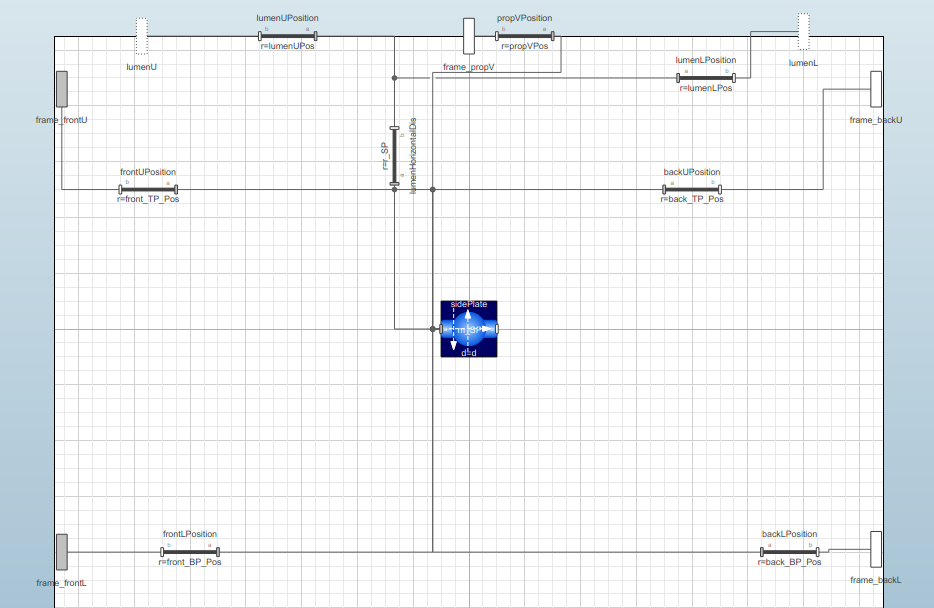 lumenUPosition
propVPosition
b a
b a
r=lumenUPos
r=propVPos
lumenU
frame_propV
lumenLPosition
lumenL
a b
r=lumenLPos
frame_frontU
frame_backU
r=r_SP
lumenHorizontalDis
b
a
frontUPosition
backUPosition
b a
a b
r=front_TP_Pos
r=back_TP_Pos
sidePlate
d=d
frontLPosition
backLPosition
b a
a b
r=front_BP_Pos
r=back_BP_Pos
frame_frontL
frame_backL